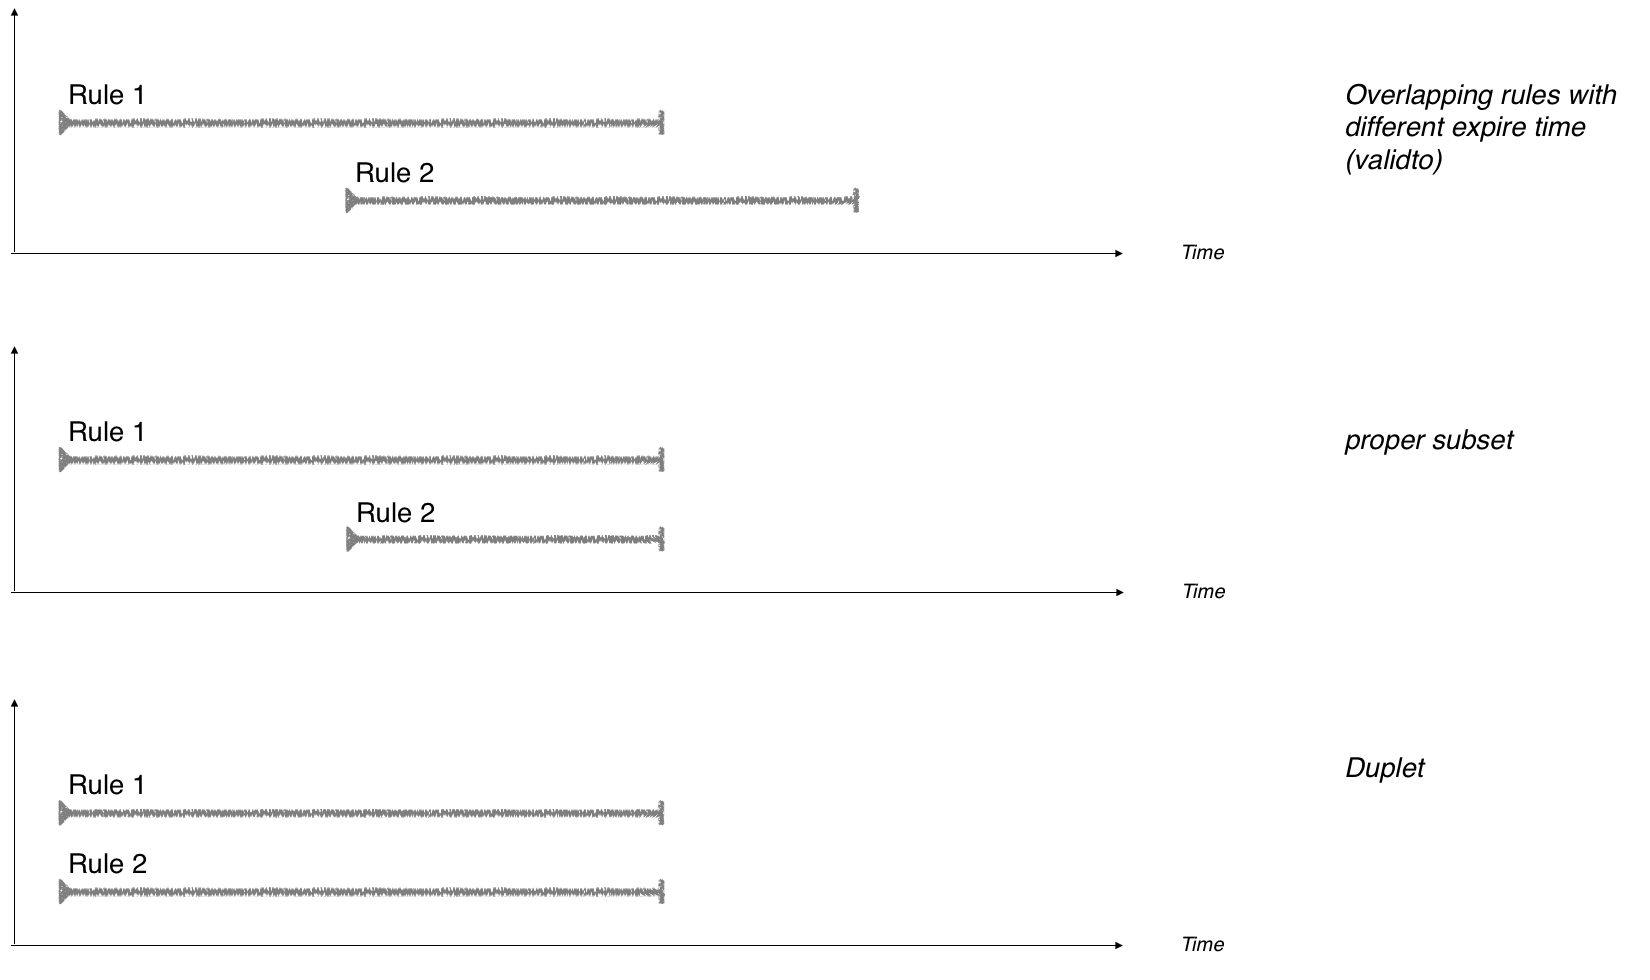 Rule 1
Overlapping rules with
different expire time
(validto)
Rule 2
Time
Rule 1
proper subset
Rule 2
Time
Duplet
Rule 1
Rule 2
Time